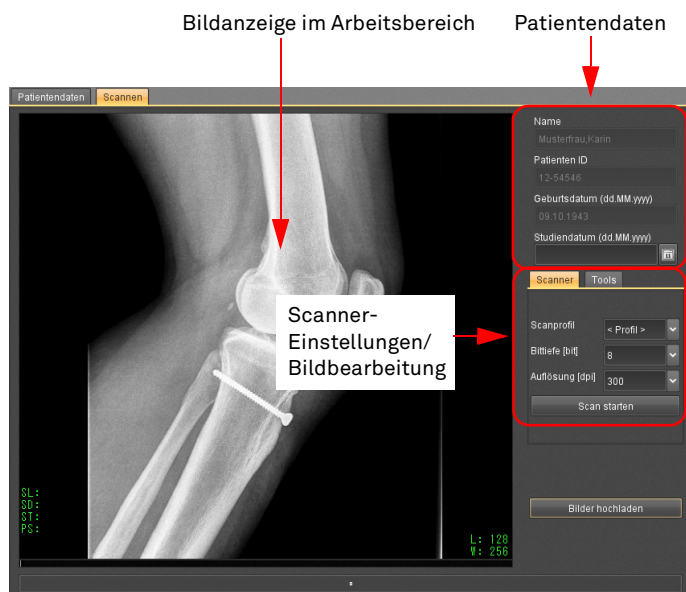 Bildanzeige im Arbeitsbereich
Patientendaten
Patientendaten
Scannen
Name
Musterfrau,Karin
Patienten ID
12-54546
Geburtsdatum (dd.MM.yyyy)
09.10.1943
Studiendatum (dd.MM.yyyy)
Scanner
Tools
Scanner-
Einstellungen/
Bildbearbeitung
Scanprofil
< Profil >
Bittiefe [bit]
8
Auflösung [dpi]
300
Scan starten
SL:
SD:
ST:
PS:
Bilder hochladen
L: 128
W: 256